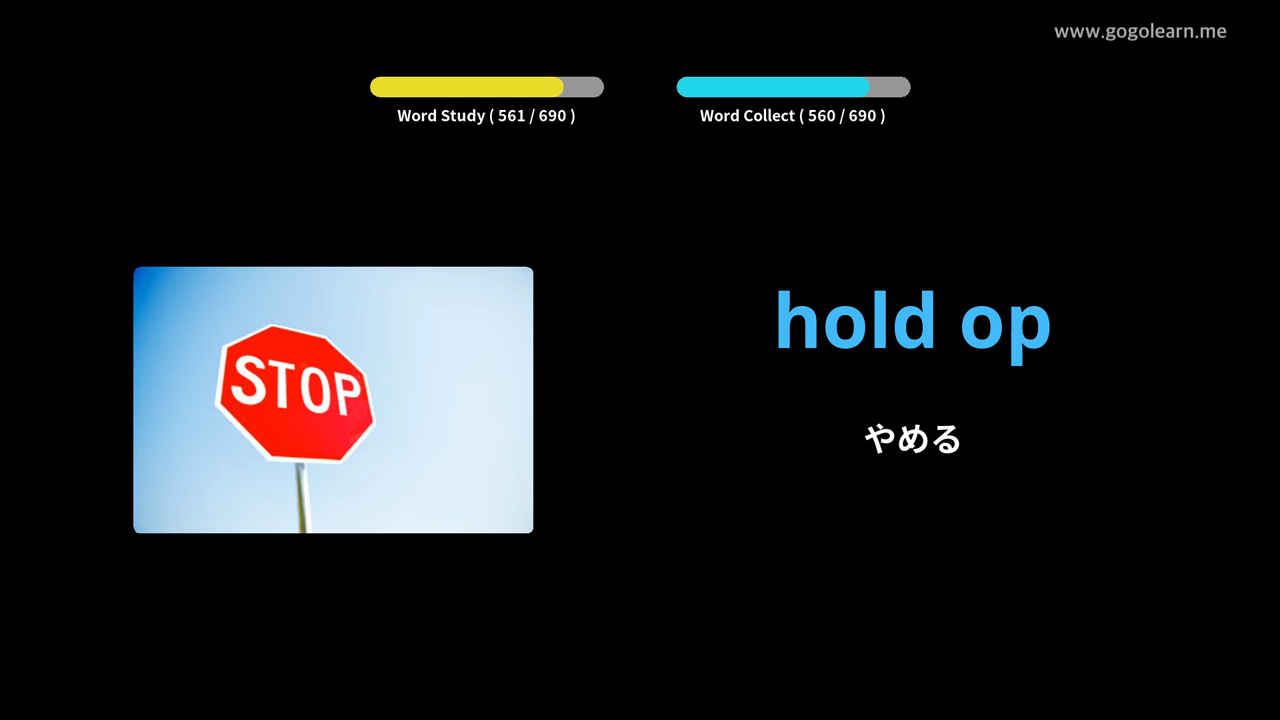 www.gogolearn.me
Word Study ( 561 / 690 )
Word Collect ( 560 / 690 )
STOP
hold op
やめる